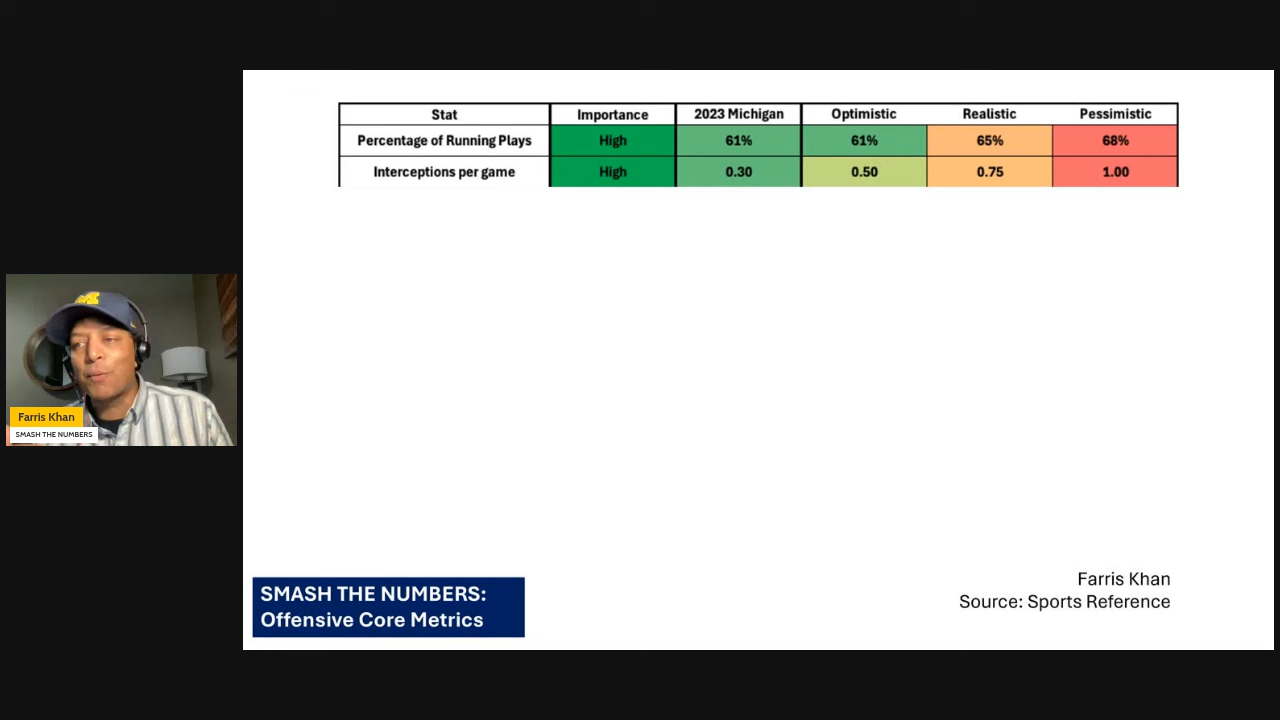 Stat Importance 2023 Michigan Optimistic Realistic Pessimistic
Percentage of Running Plays High 61% 61% 65% 68%
Interceptions per game High 0.30 0.50 0.75 1.00
M
Farris Khan
SMASH THE NUMBERS
SMASH THE NUMBERS:
Offensive Core Metrics
Farris Khan
Source: Sports Reference